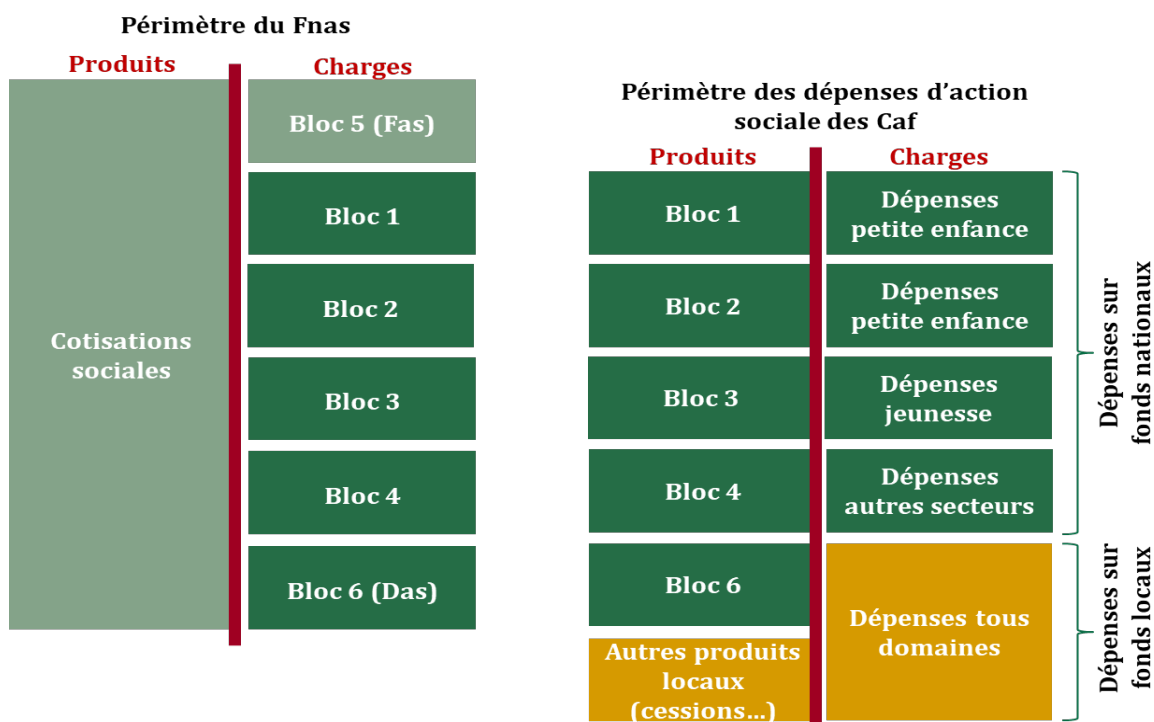 Périmètre du Fnas
Produits
Charges
Cotisations
sociales
Bloc 5 (Fas)
Bloc 1
Bloc 2
Bloc 3
Bloc 4
Bloc 6 (Das)
Périmètre des dépenses d’action
sociale des Caf
Produits
Charges
Bloc 1
Dépenses
petite enfance
Bloc 2
Dépenses
petite enfance
Bloc 3
Dépenses
jeunesse
Bloc 4
Dépenses
autres secteurs
Bloc 6
Autres produits
locaux
(cessions…)
Dépenses tous
domaines
Dépenses sur
fonds nationaux
Dépenses sur
fonds locaux